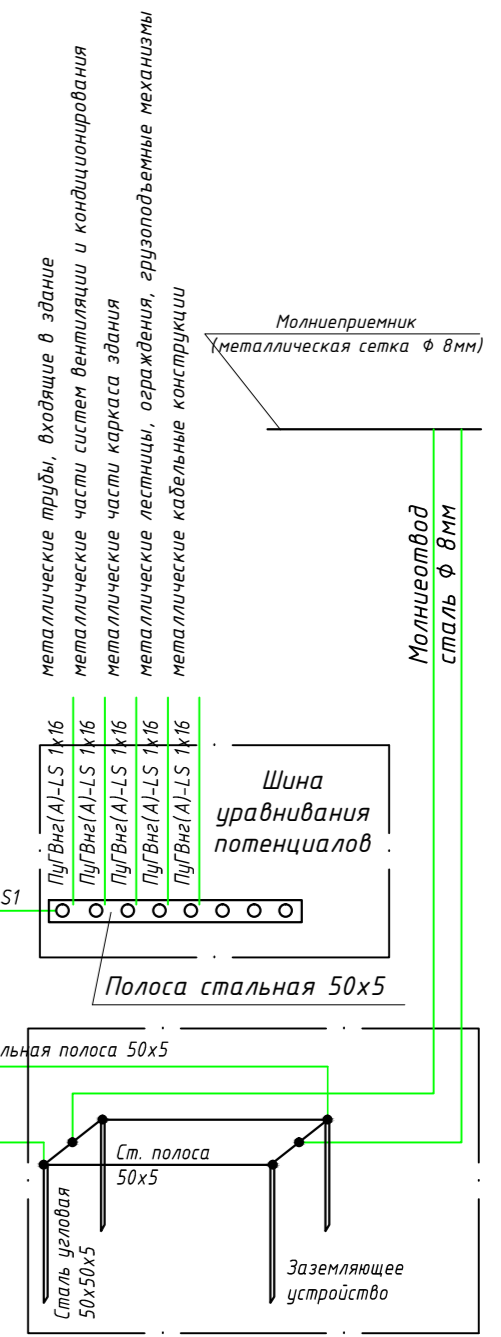 металлические трубы, входящие в здание
металлические части систем вентиляции и кондиционирования
металлические части каркаса здания
металлические лестницы, ограждения, грузоподъемные механизмы
металлические кабельные конструкции
Молниеприемник
(металлическая сетка Ф 8мм)
Молниеотвод
сталь ф 8мм
ПуГВнг(А)-LS 1х16
ПуГВнг(А)-LS 1х16
ПуГВнг(А)-LS 1х16
ПуГВнг(А)-LS 1х16
ПуГВнг(А)-LS 1х16
Шина
уравнивания
потенциалов
S1
Полоса стальная 50х5
льная полоса 50х5
Ст. полоса
50х5
Сталь угловая
50х50х5
Заземляющее
устройство